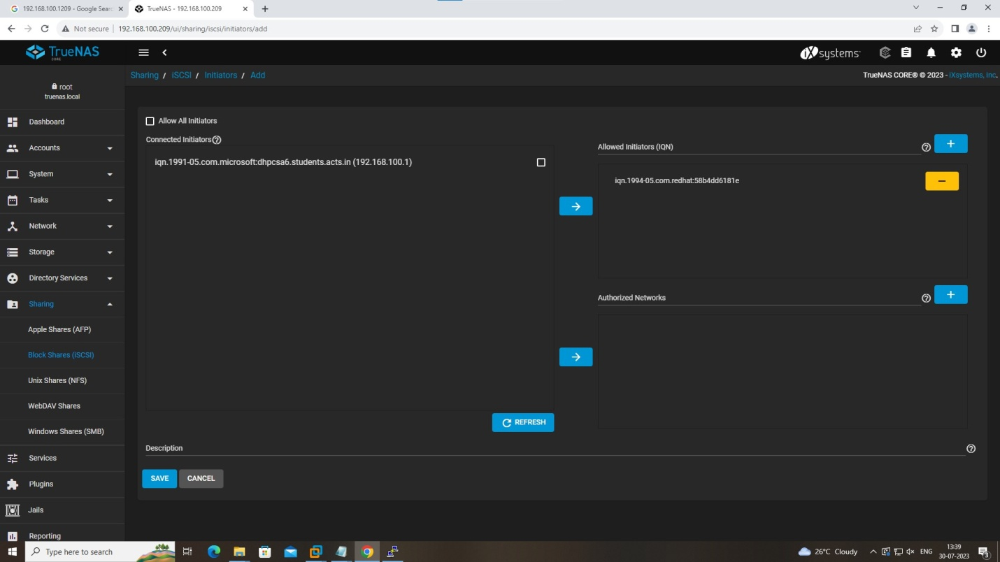 192.168.100.1209 - Google Searc
TrueNAS - 192.168.100.209
Not secure
192.168.100.209/ui/sharing/iscsi/initiators/add
TrueNAS
CORE
iXsystems
root
truenas.local
Sharing / iSCSI / Initiators / Add
TrueNAS CORE® © 2023 - iXsystems, Inc.
Dashboard
Accounts
System
Tasks
Network
Storage
Directory Services
Sharing
Apple Shares (AFP)
Block Shares (iSCSI)
Unix Shares (NFS)
WebDAV Shares
Windows Shares (SMB)
Services
Plugins
Jails
Reporting
Allow All Initiators
Connected Initiators
iqn.1991-05.com.microsoft:dhpcsa6.students.acts.in (192.168.100.1)
REFRESH
Allowed Initiators (IQN)
iqn.1994-05.com.redhat:58b4dd6181e
Authorized Networks
Description
SAVE
CANCEL
Type here to search
26°C Cloudy
ENG
13:39
30-07-2023
3